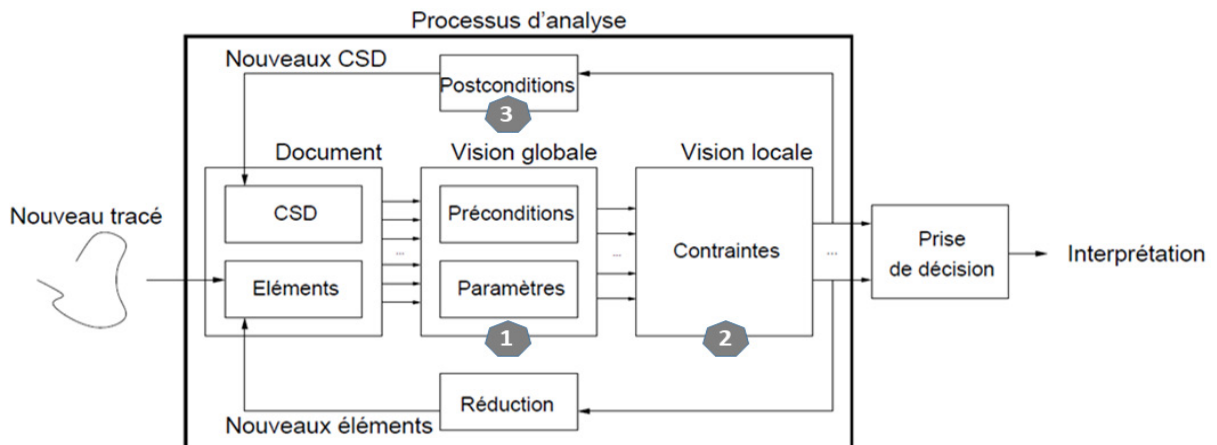 Processus d'analyse
Nouveaux CSD
Postconditions
3
Document
Vision globale
Vision locale
Nouveau tracé
CSD
Préconditions
...
...
Contraintes
...
Prise
de décision
Interprétation
Eléments
Paramètres
1
2
Réduction
Nouveaux éléments